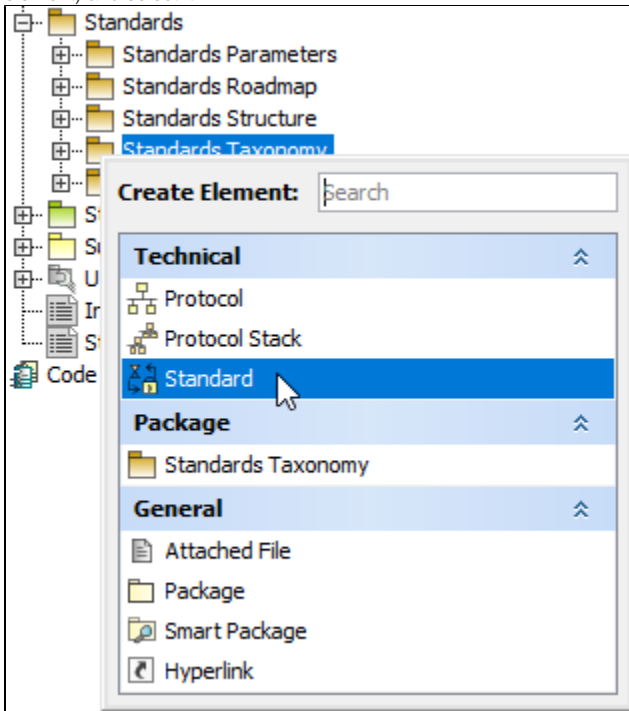 Standards
Standards Parameters
Standards Roadmap
Standards Structure
Standards Taxonomy
Create Element: Search
Technical
Protocol
Protocol Stack
Code
Standard
Package
Standards Taxonomy
General
Attached File
Package
Smart Package
Hyperlink